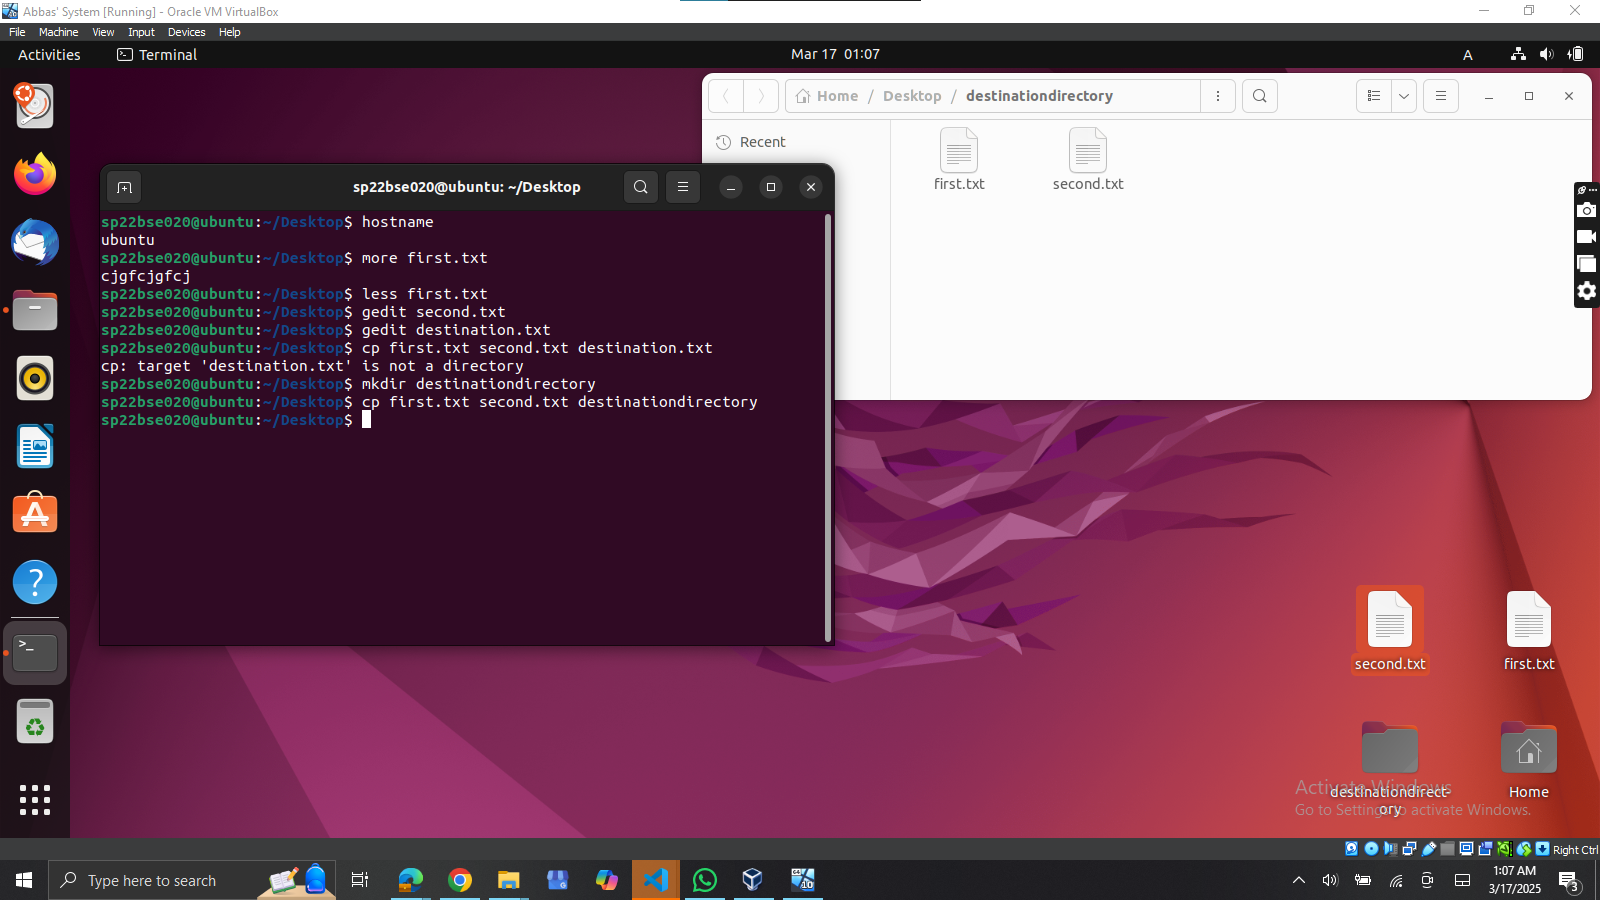 Abbas' System [Running] - Oracle VM VirtualBox
File Machine View Input Devices Help
Activities Terminal Mar 17 01:07 A
Home / Desktop / destinationdirectory
Recent
first.txt second.txt
sp22bse020@ubuntu: ~/Desktop
sp22bse020@ubuntu:~/Desktop$ hostname
ubuntu
sp22bse020@ubuntu:~/Desktop$ more first.txt
cjgfcjgfcj
sp22bse020@ubuntu:~/Desktop$ less first.txt
sp22bse020@ubuntu:~/Desktop$ gedit second.txt
sp22bse020@ubuntu:~/Desktop$ gedit destination.txt
sp22bse020@ubuntu:~/Desktop$ cp first.txt second.txt destination.txt
cp: target 'destination.txt' is not a directory
sp22bse020@ubuntu:~/Desktop$ mkdir destinationdirectory
sp22bse020@ubuntu:~/Desktop$ cp first.txt second.txt destinationdirectory
sp22bse020@ubuntu:~/Desktop$
second.txt first.txt
destinationdirect-
ory
Home
Activate Windows
Go to Settings to activate Windows.
Right Ctrl
Type here to search
10
1:07 AM
3/17/2025
3